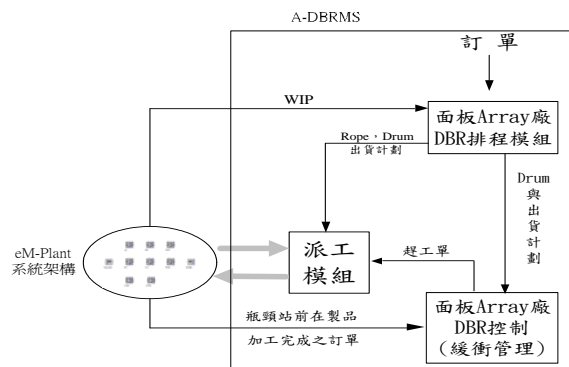 A-DBRMS
訂 單
WIP
面板Array廠
DBR排程模組
Rope，Drum
出貨計劃
Drum
與
出
貨
計
劃
eM-Plant
系統架構
派工
模組
趕工單
瓶頸站前在製品
加工完成之訂單
面板Array廠
DBR控制
(緩衝管理)